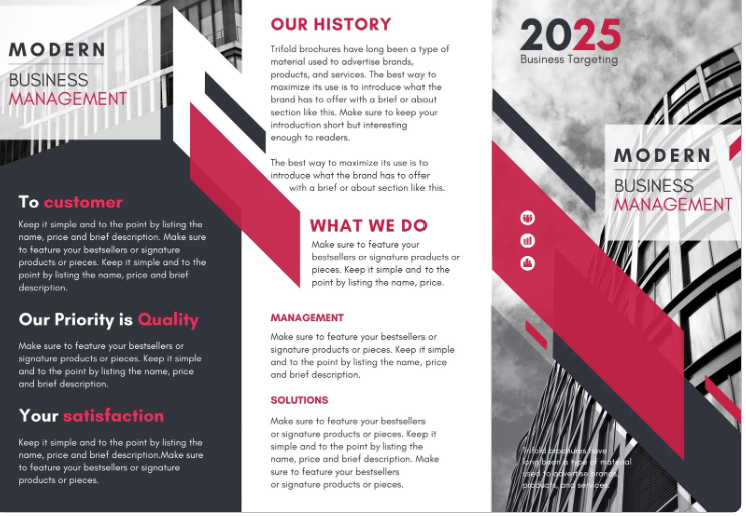 MODERN
BUSINESS
MANAGEMENT
To customer
Keep it simple and to the point by listing the
name, price and brief description. Make sure
to feature your bestsellers or signature
products or pieces. Keep it simple and to the
point by listing the name, price and brief
description.
Our Priority is Quality
Make sure to feature your bestsellers or
signature products or pieces. Keep it simple
and to the point by listing the name, price
and brief description.
Your satisfaction
Keep it simple and to the point by listing the
name, price and brief description.Make sure
to feature your bestsellers or signature
products or pieces.
OUR HISTORY
Trifold brochures have long been a type of
material used to advertise brands,
products, and services. The best way to
maximize its use is to introduce what the
brand has to offer with a brief or about
section like this. Make sure to keep your
introduction short but interesting
enough to readers.
The best way to maximize its use is to
introduce what the brand has to offer
with a brief or about section like this.
WHAT WE DO
Make sure to feature your
bestsellers or signature products or
pieces. Keep it simple and to the
point by listing the name, price.
MANAGEMENT
Make sure to feature your bestsellers or
signature products or pieces. Keep it simple
and to the point by listing the name, price
and brief description.
SOLUTIONS
Make sure to feature your bestsellers
or signature products or pieces. Keep it
simple and to the point by listing the
name, price and brief description. Make
sure to feature your bestsellers
or signature products or pieces.
2025
Business Targeting
MODERN
BUSINESS
MANAGEMENT
Trifold brochures have
long been a type of material
used to advertise brands,
products, and services.